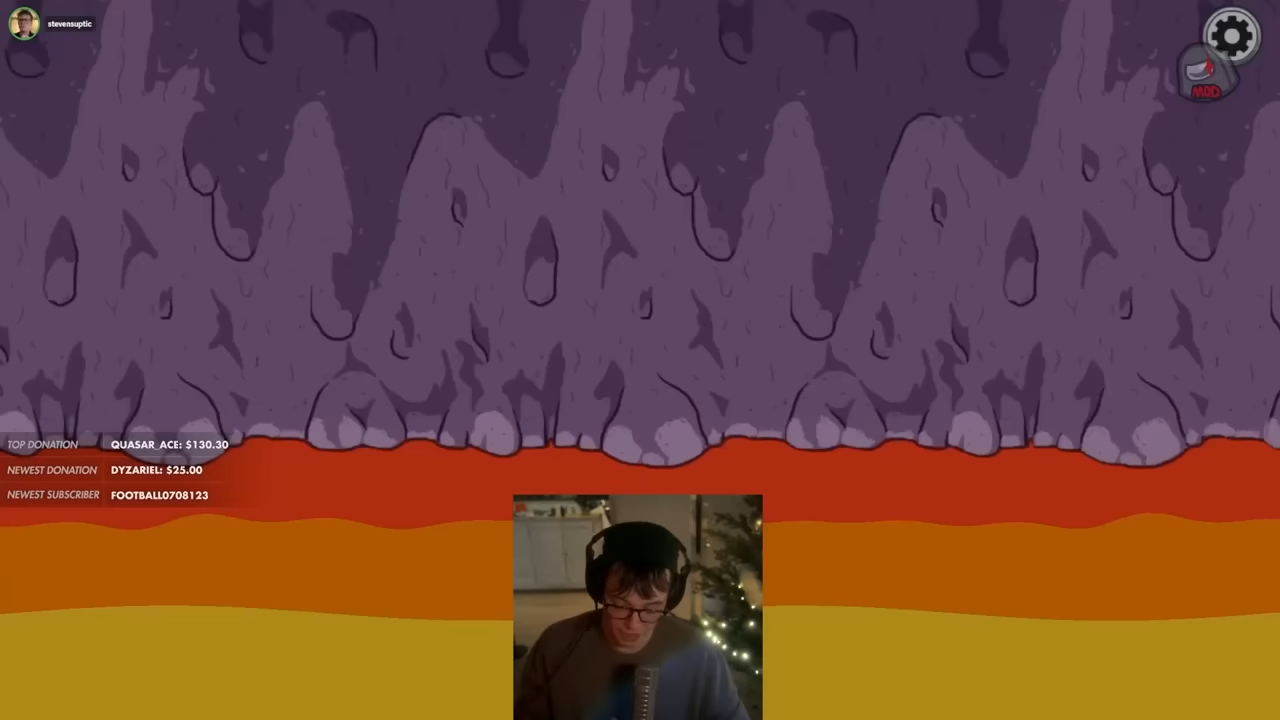 stevensuptic
MOD
TOP DONATION QUASAR_ACE: $130.30
NEWEST DONATION DYZARIEL: $25.00
NEWEST SUBSCRIBER FOOTBALL0708123